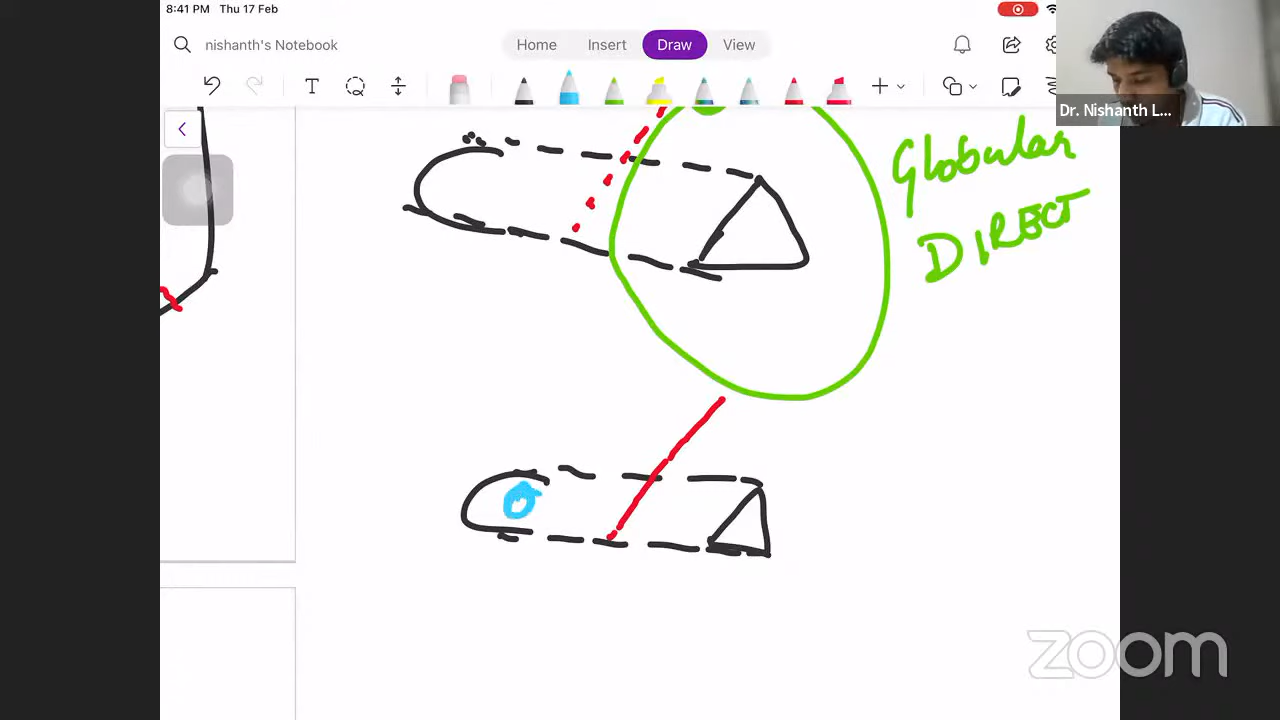 8:41 PM Thu 17 Feb
nishanth's Notebook
Home Insert Draw View
T
Dr. Nishanth L...
Globular
DIRECT
zoom